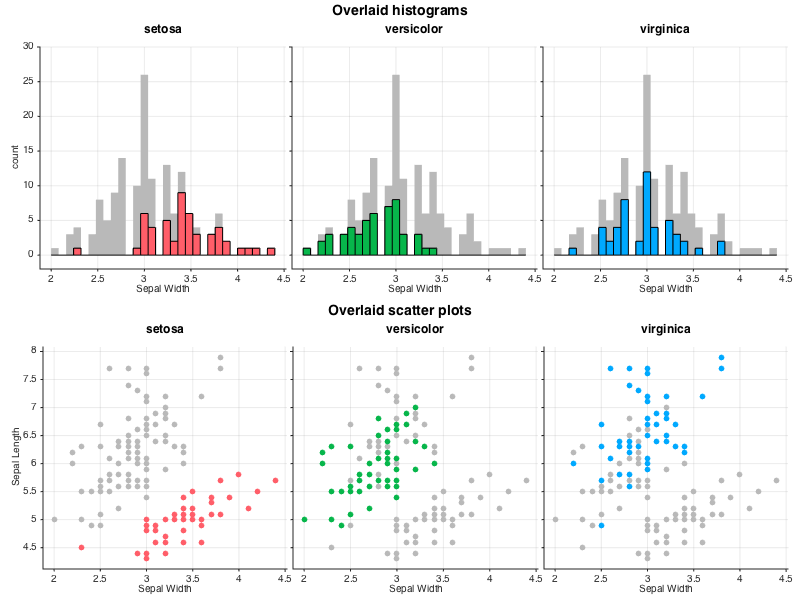 Overlaid histograms
setosa versicolor virginica
30
25
20
15
10
5
0
count
2 2.5 3 3.5 4 4.5 2 2.5 3 3.5 4 4.5 2 2.5 3 3.5 4 4.5
Sepal Width Sepal Width Sepal Width
Overlaid scatter plots
setosa versicolor virginica
8
7.5
7
6.5
6
5.5
5
4.5
Sepal Length
2 2.5 3 3.5 4 4.5 2 2.5 3 3.5 4 4.5 2 2.5 3 3.5 4 4.5
Sepal Width Sepal Width Sepal Width